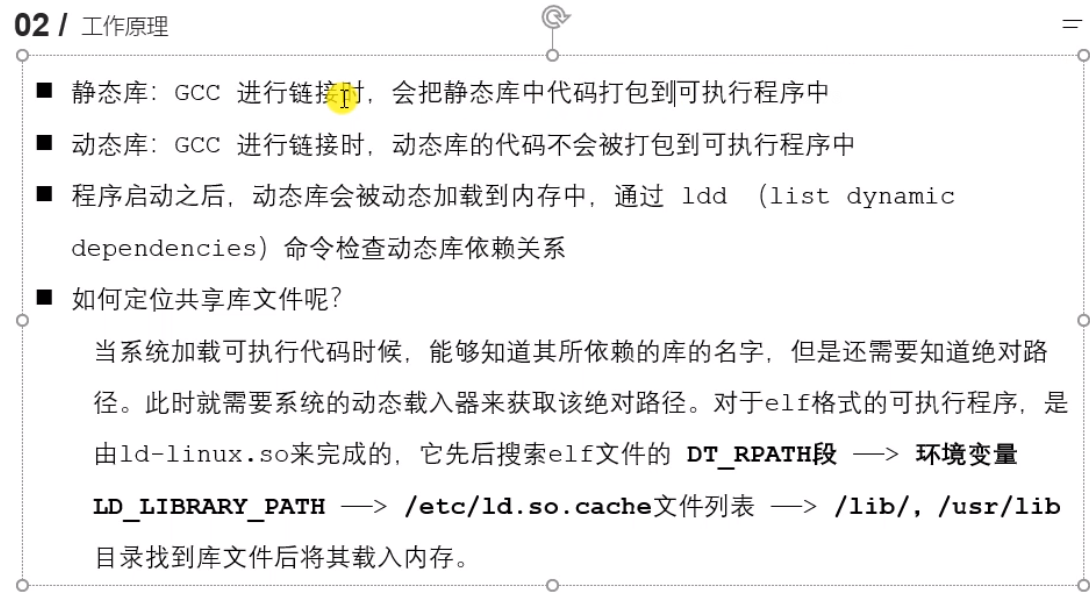 02 / 工作原理
■ 静态库：GCC 进行链接时，会把静态库中代码打包到可执行程序中
■ 动态库：GCC 进行链接时，动态库的代码不会被打包到可执行程序中
■ 程序启动之后，动态库会被动态加载到内存中，通过 ldd （list dynamic
dependencies）命令检查动态库依赖关系
■ 如何定位共享库文件呢？
当系统加载可执行代码时候，能够知道其所依赖的库的名字，但是还需要知道绝对路
径。此时就需要系统的动态载入器来获取该绝对路径。对于elf格式的可执行程序，是
由ld-linux.so来完成的，它先后搜索elf文件的 DT_RPATH段 ——> 环境变量
LD_LIBRARY_PATH ——> /etc/ld.so.cache文件列表 ——> /lib/，/usr/lib
目录找到库文件后将其载入内存。